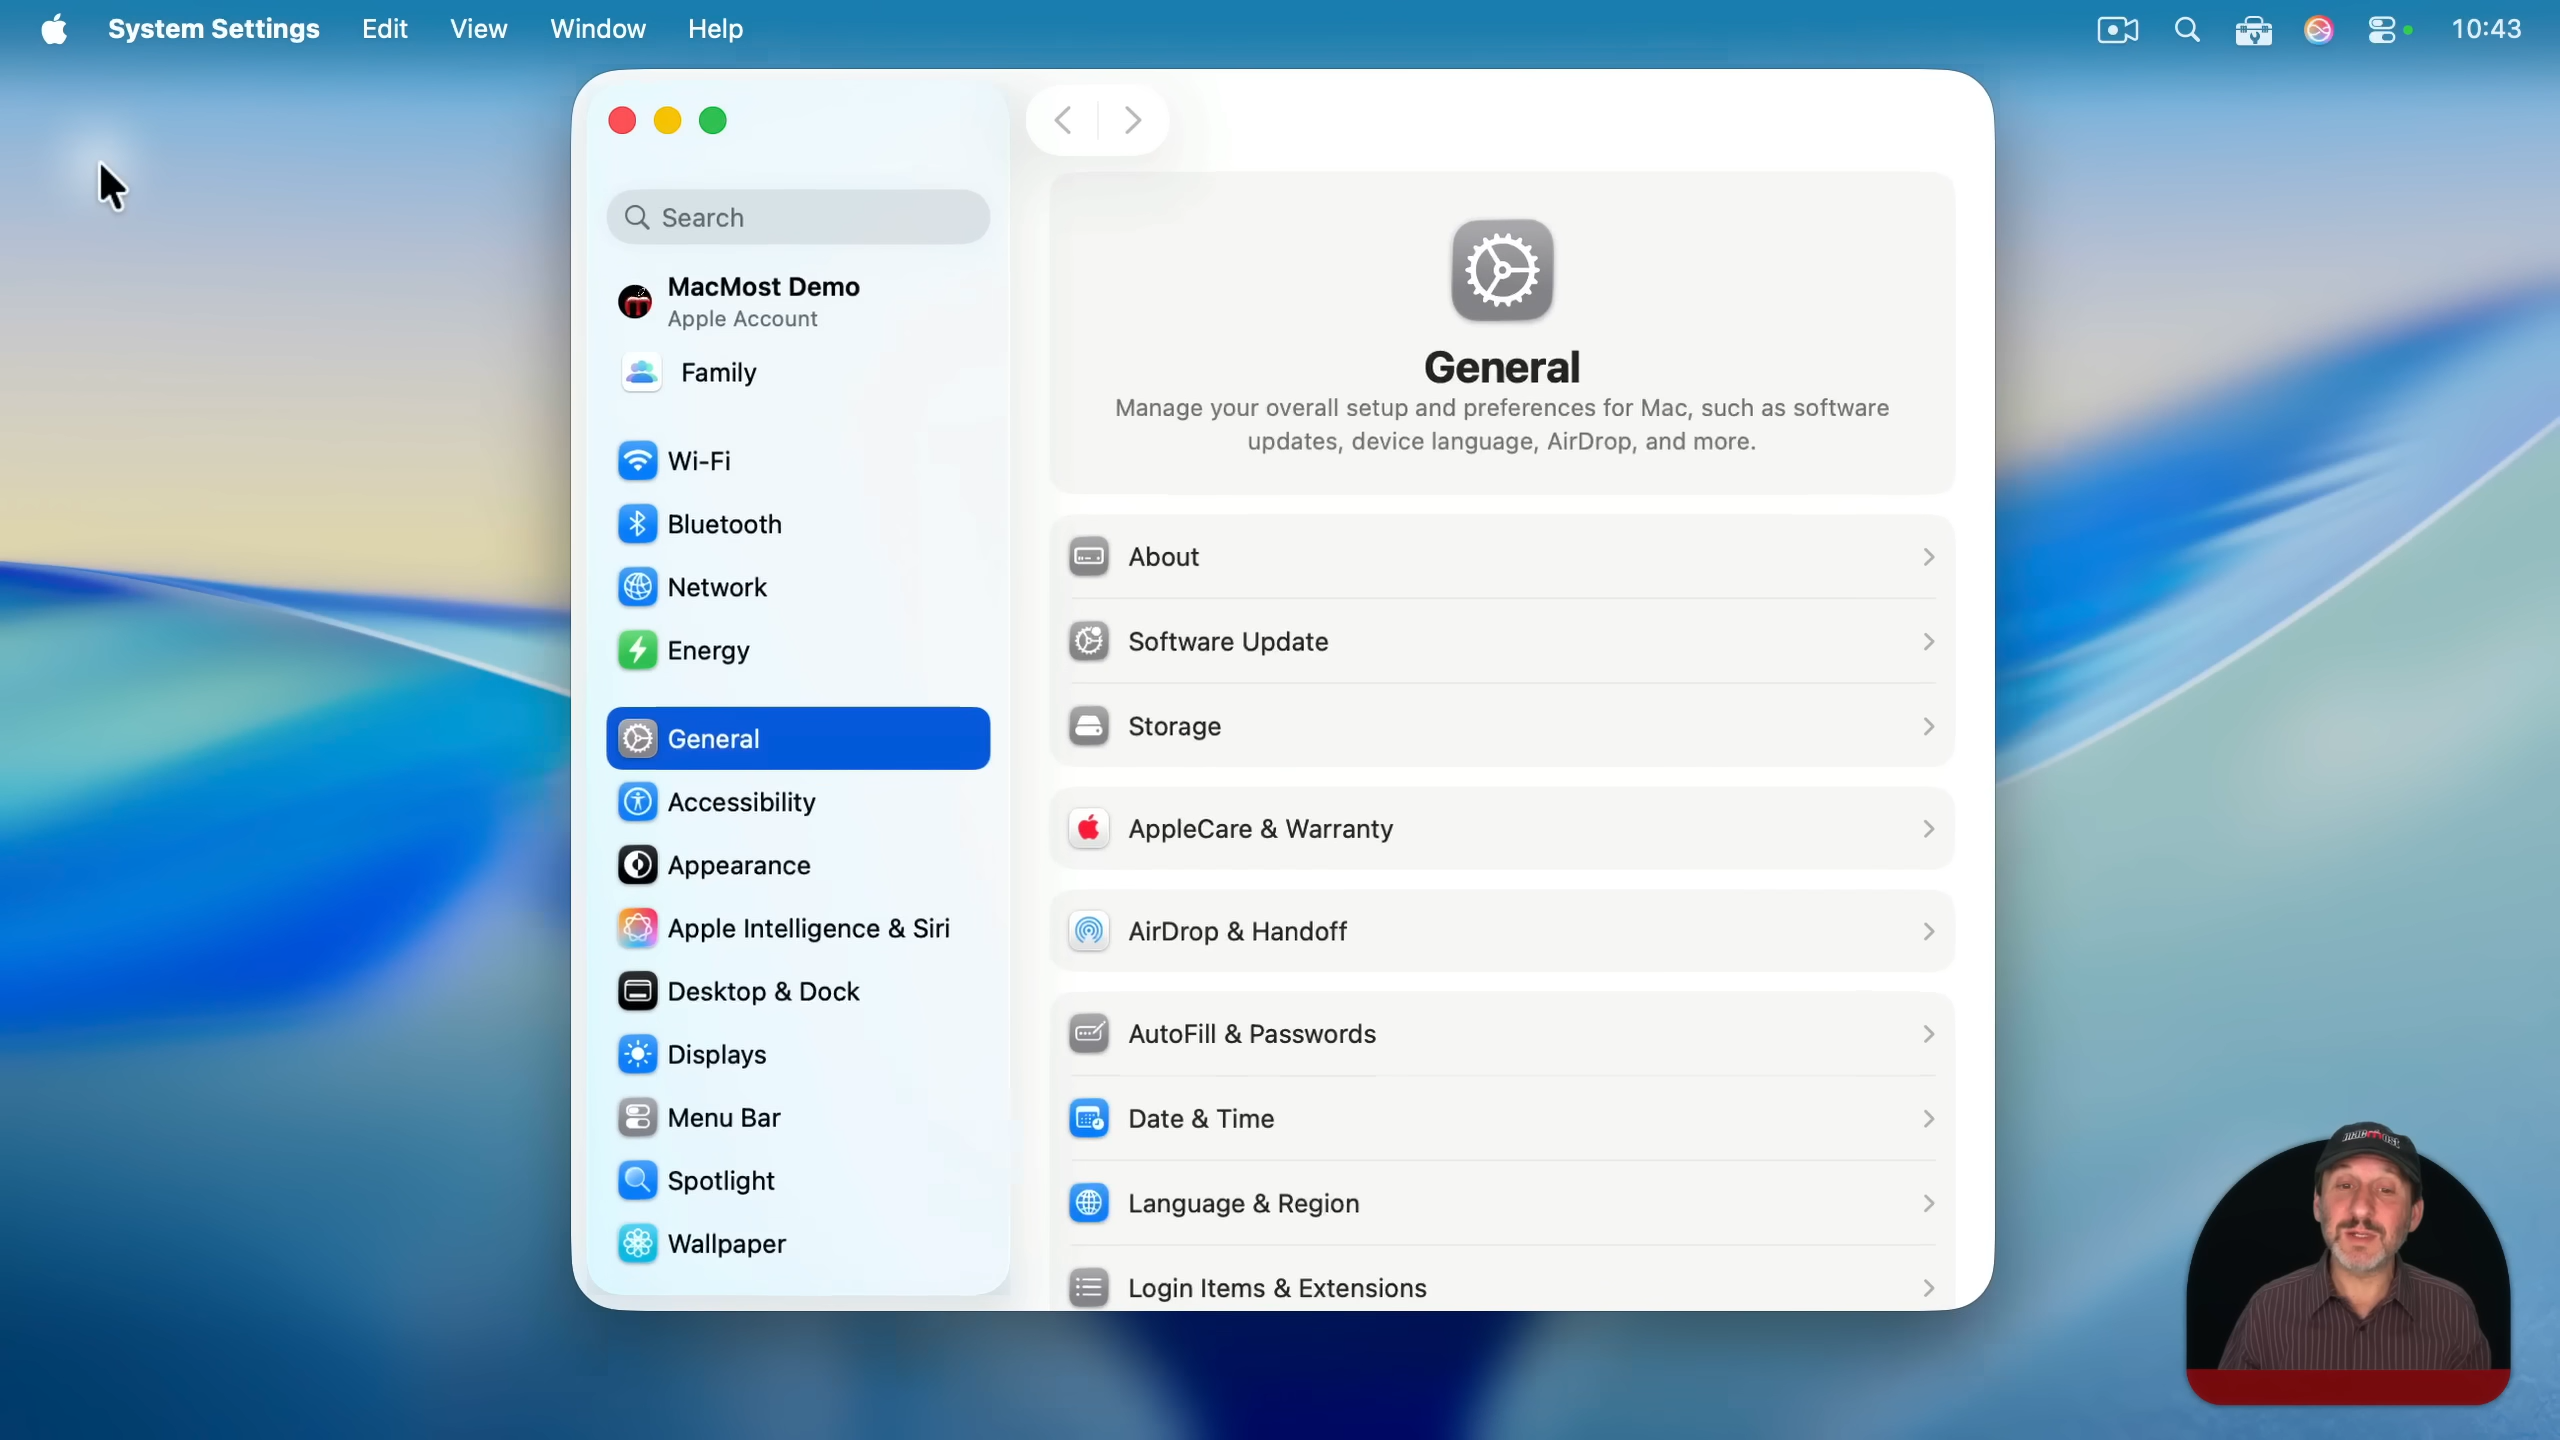 System Settings Edit View Window Help 10:43
Search
MacMost Demo
Apple Account
Family
Wi-Fi
Bluetooth
Network
Energy
General
Accessibility
Appearance
Apple Intelligence & Siri
Desktop & Dock
Displays
Menu Bar
Spotlight
Wallpaper
General
Manage your overall setup and preferences for Mac, such as software
updates, device language, AirDrop, and more.
About
Software Update
Storage
AppleCare & Warranty
AirDrop & Handoff
AutoFill & Passwords
Date & Time
Language & Region
Login Items & Extensions